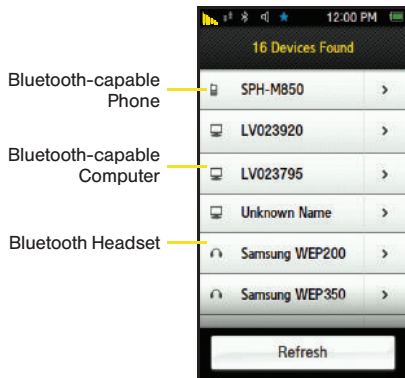 12:00 PM
16 Devices Found
Bluetooth-capable
Phone
SPH-M850
LV023920
Bluetooth-capable
Computer
LV023795
Unknown Name
Bluetooth Headset
Samsung WEP200
Samsung WEP350
Refresh